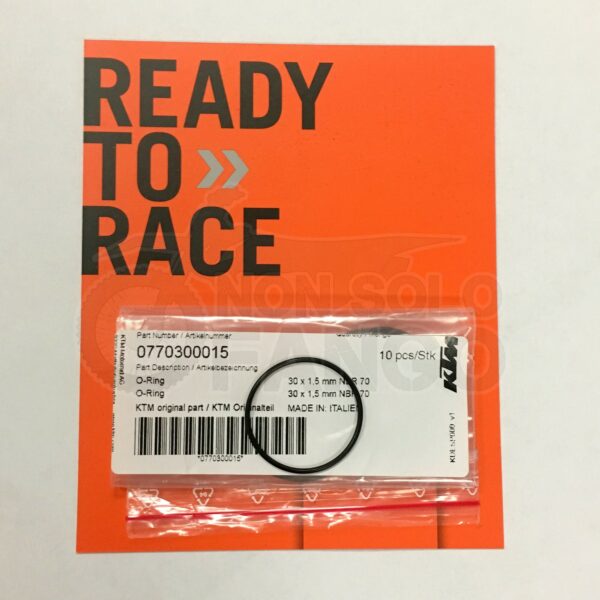 READY
TO
RACE
NON SOLO
FANGO
Part Number / Artikelnummer
0770300015
10 pcs/Stk
KTM
Part Description / Artikelbezeichnung
O-Ring 30 x 1,5 mm NBR 70
O-Ring 30 x 1,5 mm NBR 70
KTM original part / KTM Originalteil MADE IN: ITALIEN
*0770300015*